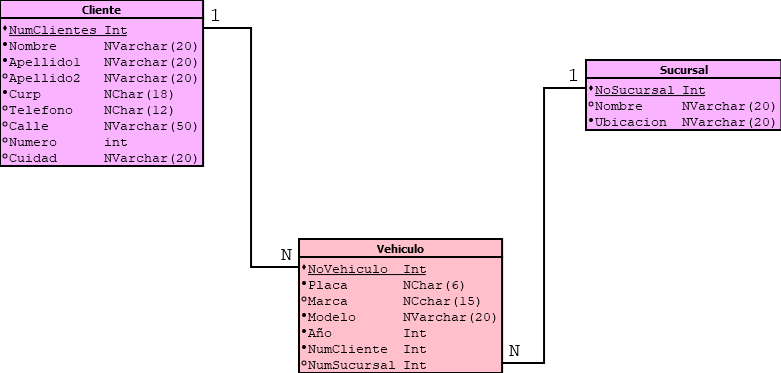 Cliente
NumClientes Int
Nombre NVarchar(20)
Apellido1 NVarchar(20)
Apellido2 NVarchar(20)
Curp NChar(18)
Telefono NChar(12)
Calle NVarchar(50)
Numero int
Cuidad NVarchar(20)
1
1
Sucursal
NoSucursal Int
Nombre NVarchar(20)
Ubicacion NVarchar(20)
N
Vehiculo
NoVehiculo Int
Placa NChar(6)
Marca NCchar(15)
Modelo NVarchar(20)
Año Int
NumCliente Int
NumSucursal Int
N